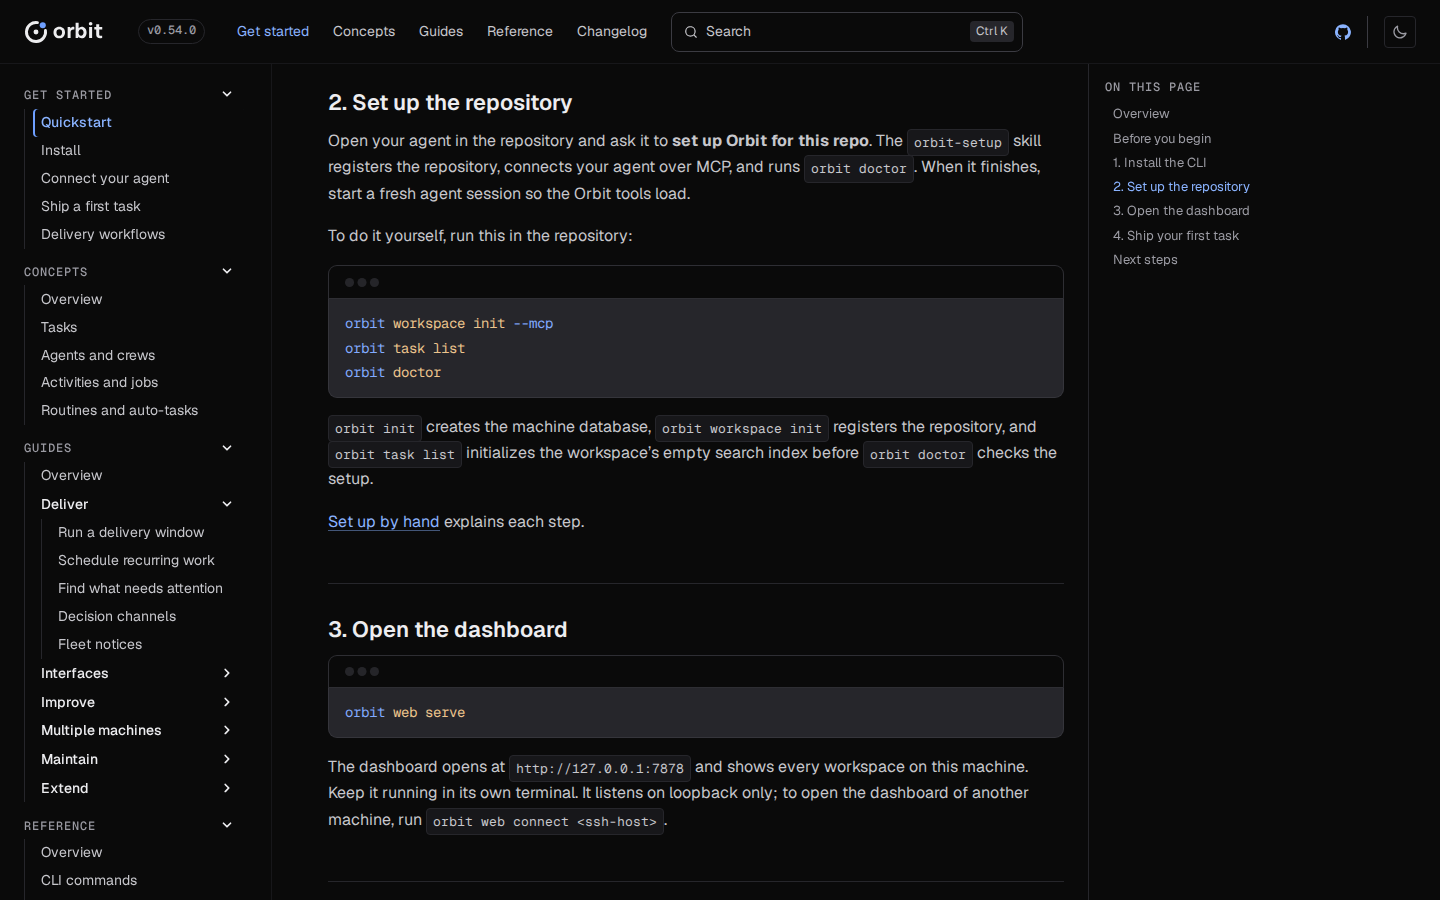 orbit
v0.54.0
Get started
Concepts
Guides
Reference
Changelog
Search
Ctrl K
GET STARTED
Quickstart
Install
Connect your agent
Ship a first task
Delivery workflows
CONCEPTS
Overview
Tasks
Agents and crews
Activities and jobs
Routines and auto-tasks
GUIDES
Overview
Deliver
Run a delivery window
Schedule recurring work
Find what needs attention
Decision channels
Fleet notices
Interfaces
Improve
Multiple machines
Maintain
Extend
REFERENCE
Overview
CLI commands
2. Set up the repository
Open your agent in the repository and ask it to set up Orbit for this repo. The orbit-setup skill
registers the repository, connects your agent over MCP, and runs orbit doctor. When it finishes,
start a fresh agent session so the Orbit tools load.
To do it yourself, run this in the repository:
orbit workspace init --mcp
orbit task list
orbit doctor
orbit init creates the machine database, orbit workspace init registers the repository, and
orbit task list initializes the workspace’s empty search index before orbit doctor checks the
setup.
Set up by hand explains each step.
3. Open the dashboard
orbit web serve
The dashboard opens at http://127.0.0.1:7878 and shows every workspace on this machine.
Keep it running in its own terminal. It listens on loopback only; to open the dashboard of another
machine, run orbit web connect <ssh-host>.
ON THIS PAGE
Overview
Before you begin
1. Install the CLI
2. Set up the repository
3. Open the dashboard
4. Ship your first task
Next steps